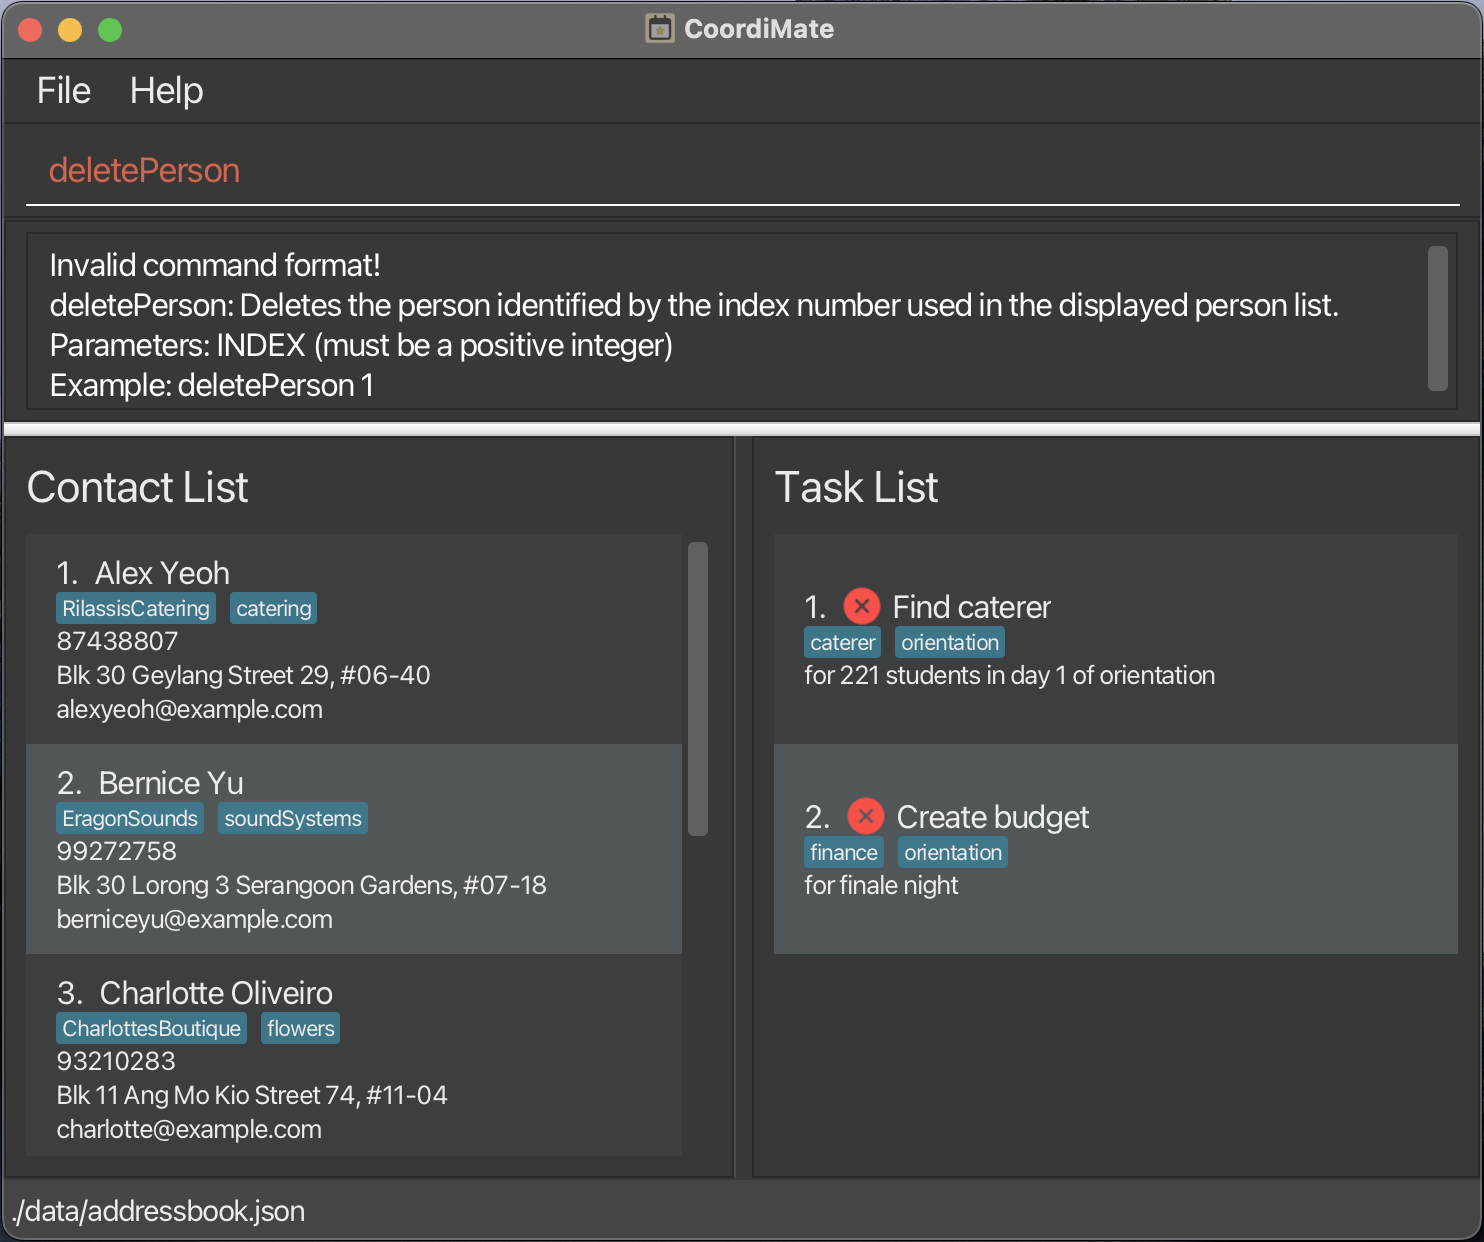 CoordiMate
File Help
deletePerson
Invalid command format!
deletePerson: Deletes the person identified by the index number used in the displayed person list.
Parameters: INDEX (must be a positive integer)
Example: deletePerson 1
Contact List
1. Alex Yeoh
RilassisCatering catering
87438807
Blk 30 Geylang Street 29, #06-40
alexyeoh@example.com
2. Bernice Yu
EragonSounds soundSystems
99272758
Blk 30 Lorong 3 Serangoon Gardens, #07-18
berniceyu@example.com
3. Charlotte Oliveiro
CharlottesBoutique flowers
93210283
Blk 11 Ang Mo Kio Street 74, #11-04
charlotte@example.com
Task List
1. Find caterer
caterer orientation
for 221 students in day 1 of orientation
2. Create budget
finance orientation
for finale night
./data/addressbook.json